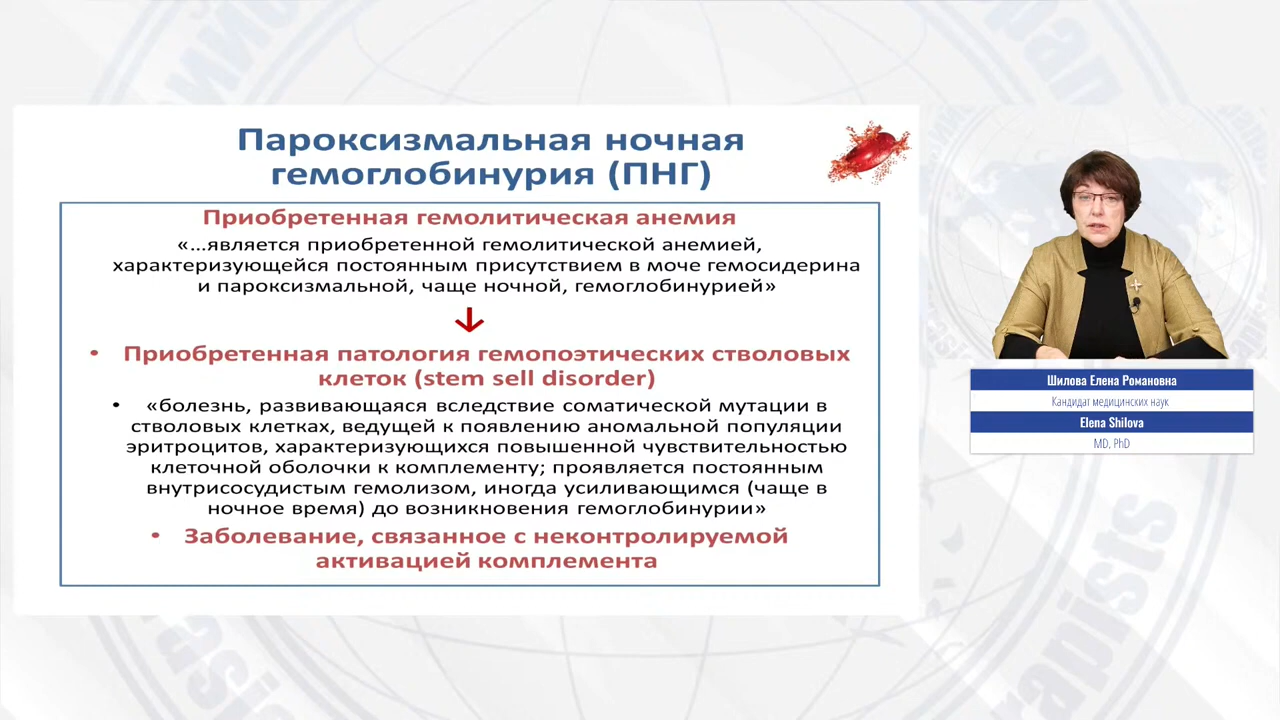 Пароксизмальная ночная
гемоглобинурия (ПНГ)
Приобретенная гемолитическая анемия
«...является приобретенной гемолитической анемией,
характеризующейся постоянным присутствием в моче гемосидерина
и пароксизмальной, чаще ночной, гемоглобинурией»
• Приобретенная патология гемопоэтических стволовых
клеток (stem sell disorder)
• «болезнь, развивающаяся вследствие соматической мутации в
стволовых клетках, ведущей к появлению аномальной популяции
эритроцитов, характеризующихся повышенной чувствительностью
клеточной оболочки к комплементу; проявляется постоянным
внутрисосудистым гемолизом, иногда усиливающимся (чаще в
ночное время) до возникновения гемоглобинурии»
• Заболевание, связанное с неконтролируемой
активацией комплемента
Шилова Елена Романовна
Кандидат медицинских наук
Elena Shilova
MD, PhD